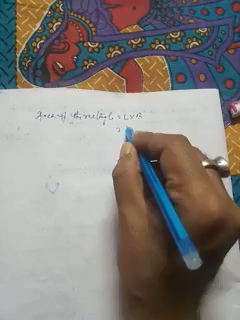 Area of the rectangle = L x B
=